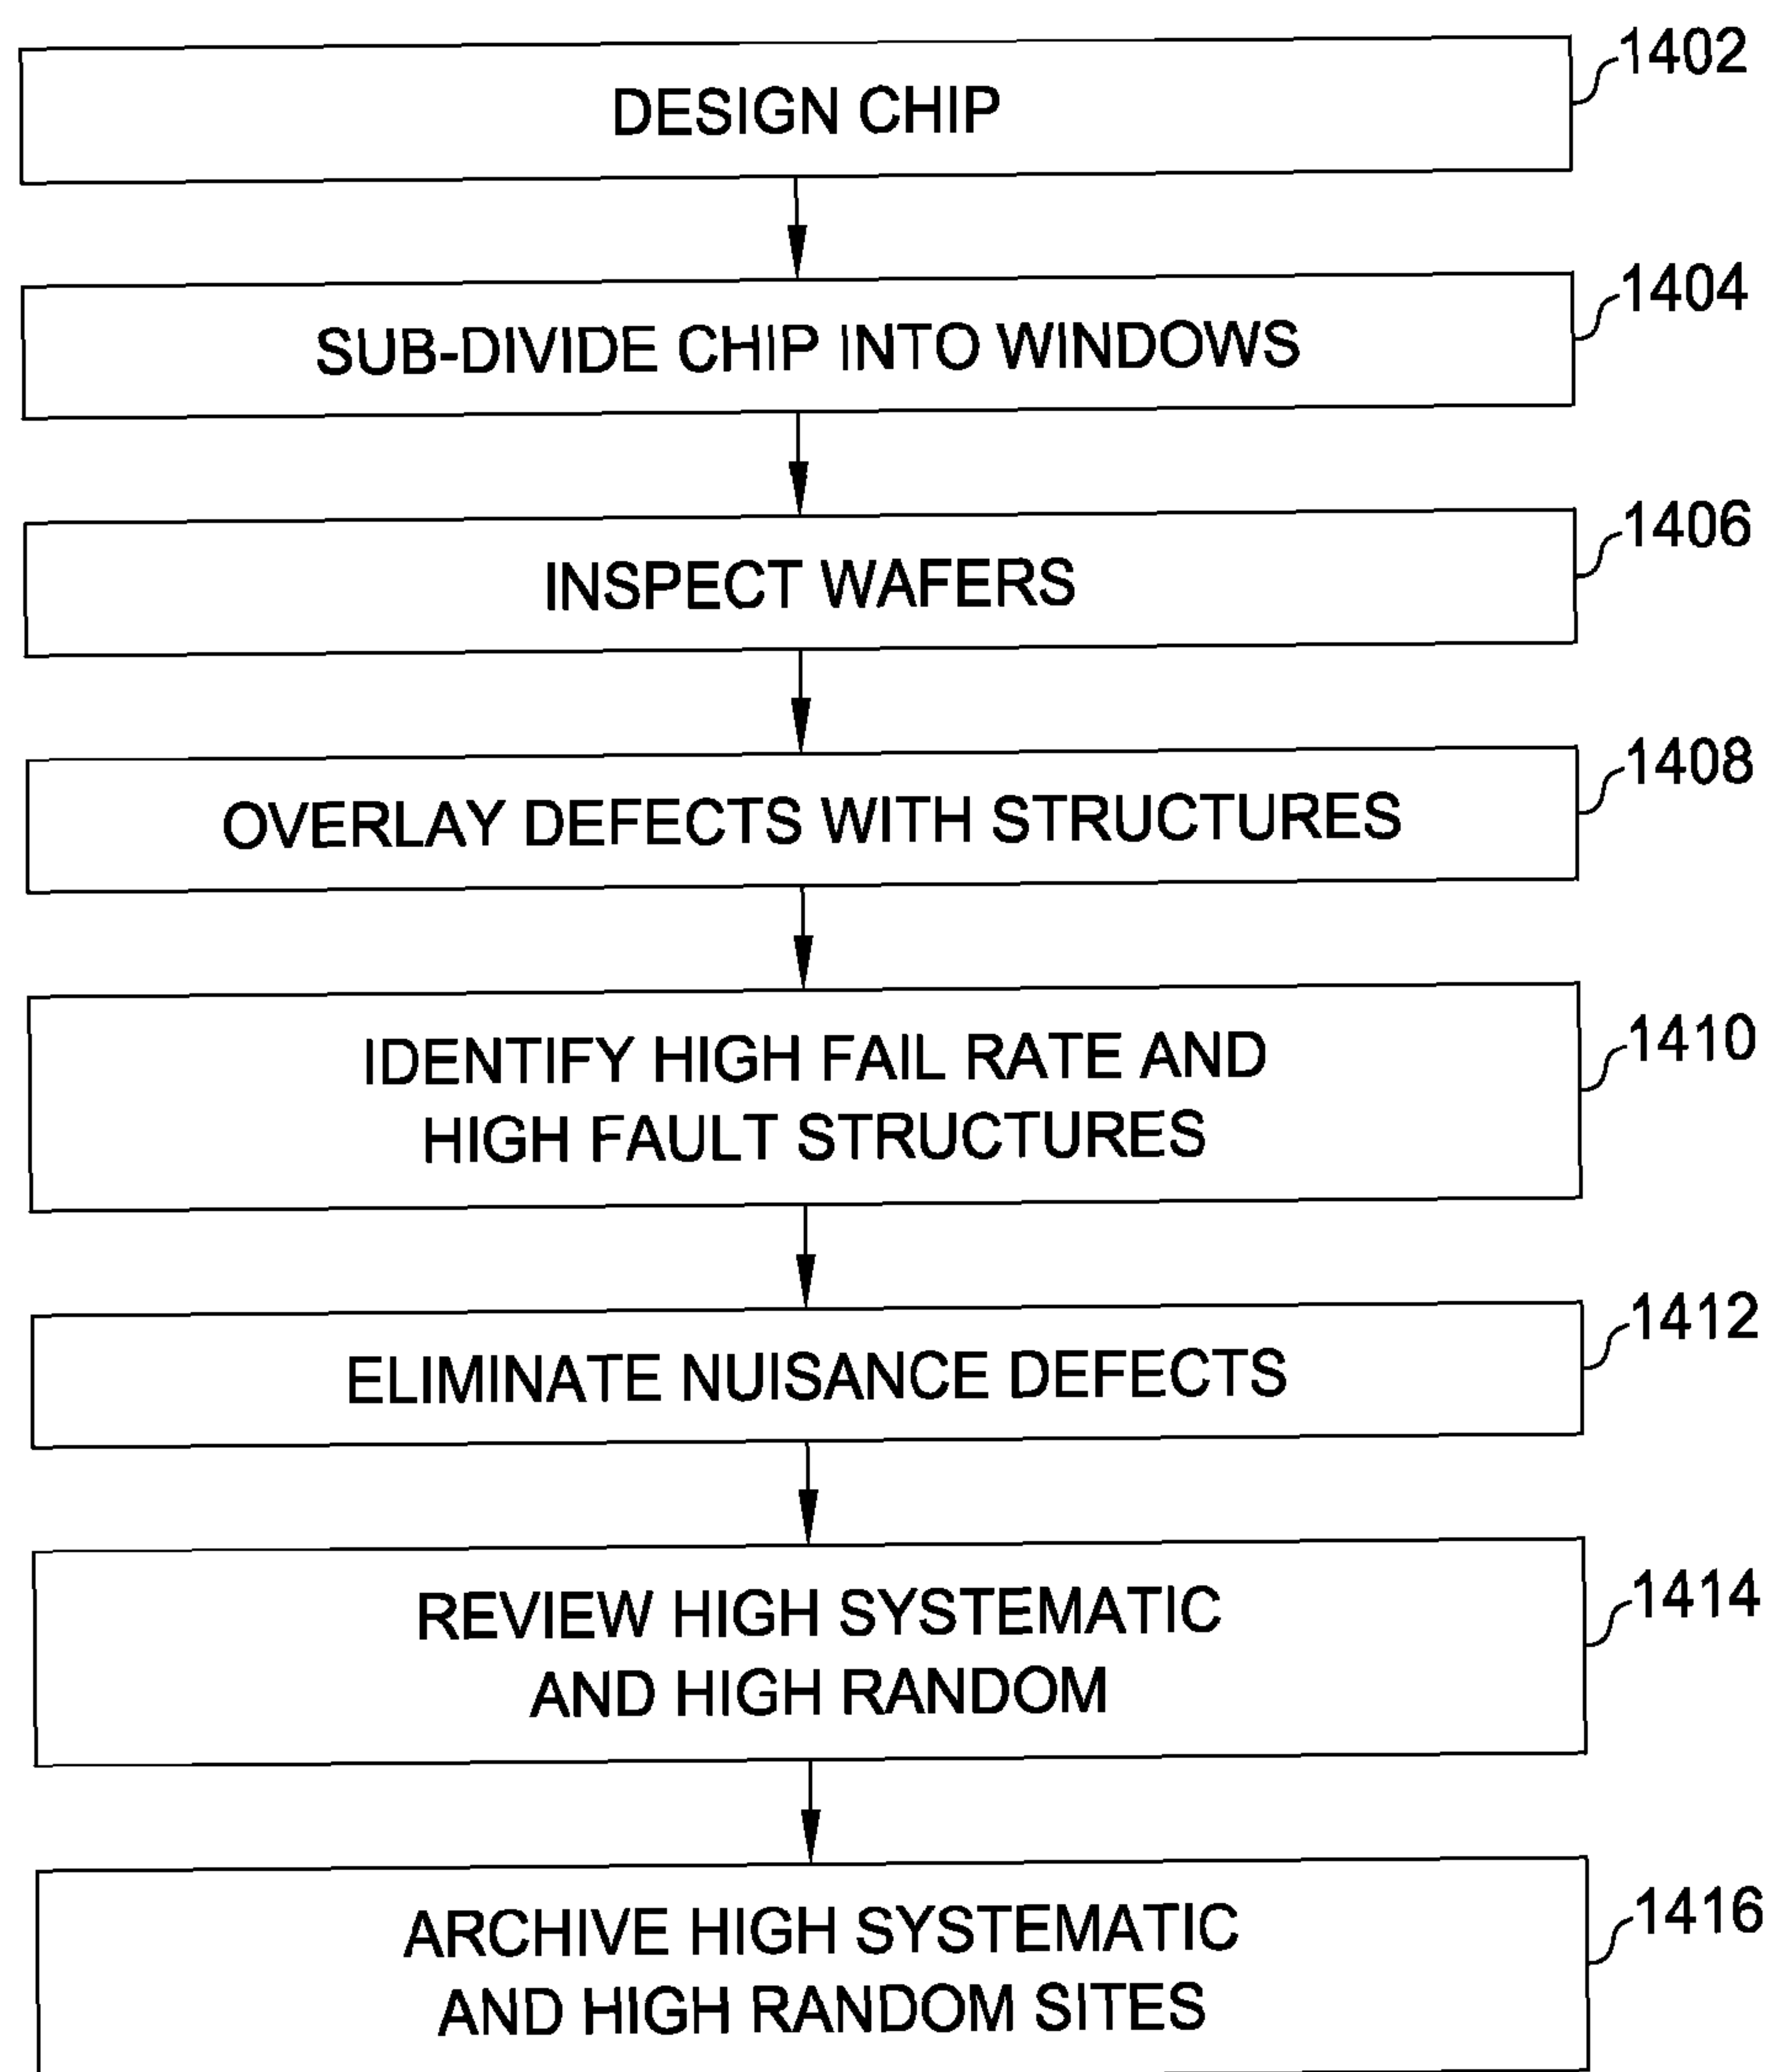 1402
DESIGN CHIP
1404
SUB-DIVIDE CHIP INTO WINDOWS
1406
INSPECT WAFERS
1408
OVERLAY DEFECTS WITH STRUCTURES
1410
IDENTIFY HIGH FAIL RATE AND
HIGH FAULT STRUCTURES
1412
ELIMINATE NUISANCE DEFECTS
1414
REVIEW HIGH SYSTEMATIC
AND HIGH RANDOM
1416
ARCHIVE HIGH SYSTEMATIC
AND HIGH RANDOM SITES